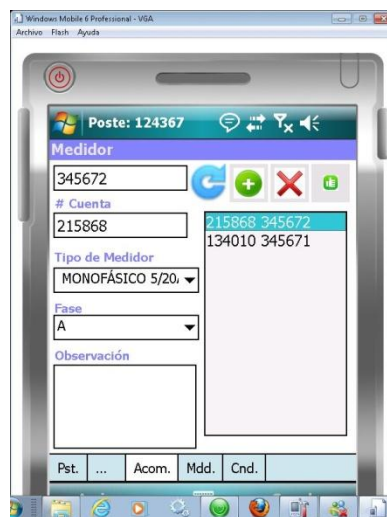 Windows Mobile 6 Professional - VGA
Archivo Flash Ayuda
Poste: 124367
Medidor
345672
# Cuenta
215868
215868 345672
134010 345671
Tipo de Medidor
MONOFÁSICO 5/20
Fase
A
Observación
Pst. ... Acom. Mdd. Cnd.